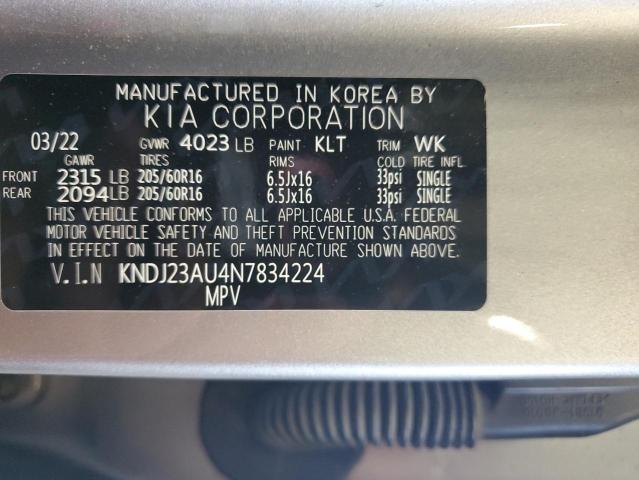 MANUFACTURED IN KOREA BY
KIA CORPORATION
03/22 GVWR 4023 LB PAINT KLT TRIM WK
GAWR TIRES RIMS COLD TIRE INFL.
FRONT 2315 LB 205/60R16 6.5Jx16 33psi SINGLE
REAR 2094 LB 205/60R16 6.5Jx16 33psi SINGLE
THIS VEHICLE CONFORMS TO ALL APPLICABLE U.S.A. FEDERAL
MOTOR VEHICLE SAFETY AND THEFT PREVENTION STANDARDS
IN EFFECT ON THE DATE OF MANUFACTURE SHOWN ABOVE.
V.I.N KNDJ23AU4N7834224
MPV